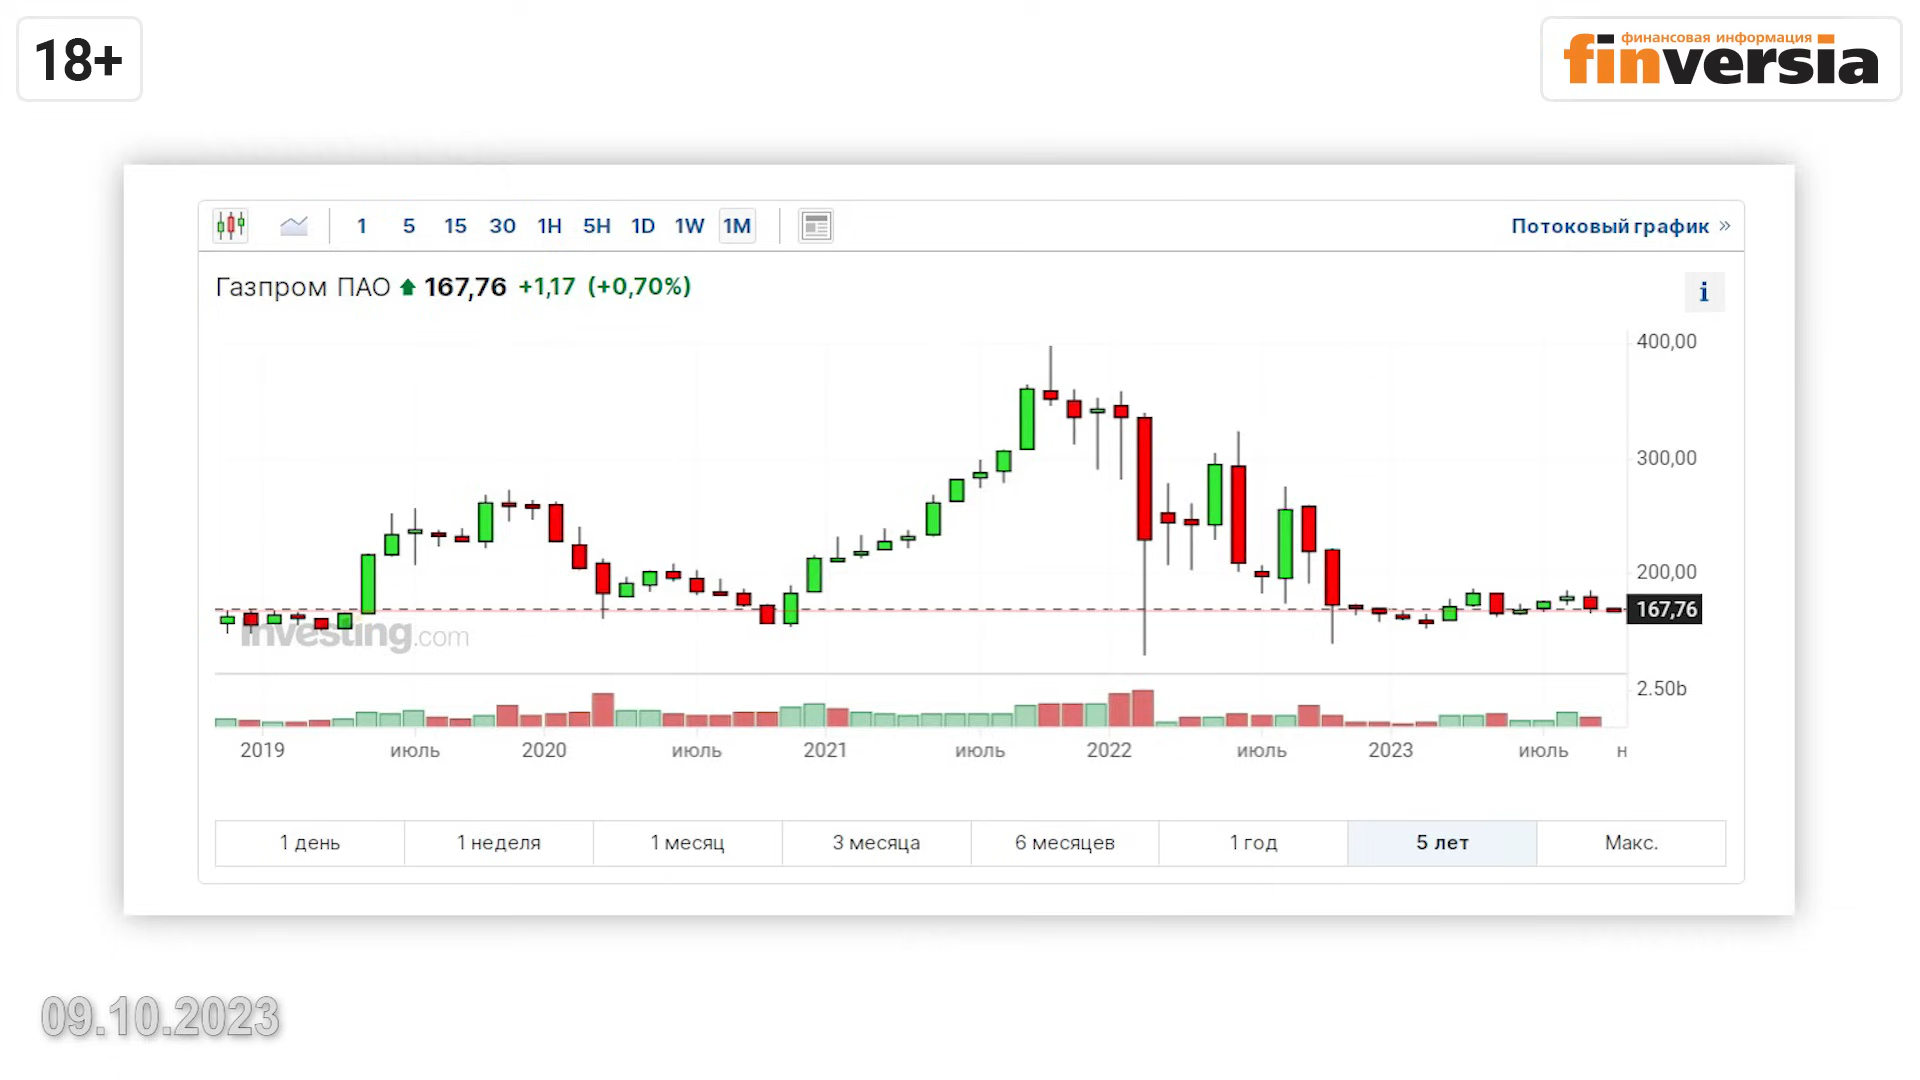 18+
финансовая информация
finversia
1 5 15 30 1H 5H 1D 1W 1M
Потоковый график »
Газпром ПАО 167,76 +1,17 (+0,70%)
i
400,00
300,00
200,00
167,76
Investing.com
2.50b
2019 июль 2020 июль 2021 июль 2022 июль 2023 июль н
1 день 1 неделя 1 месяц 3 месяца 6 месяцев 1 год 5 лет Макс.
09.10.2023